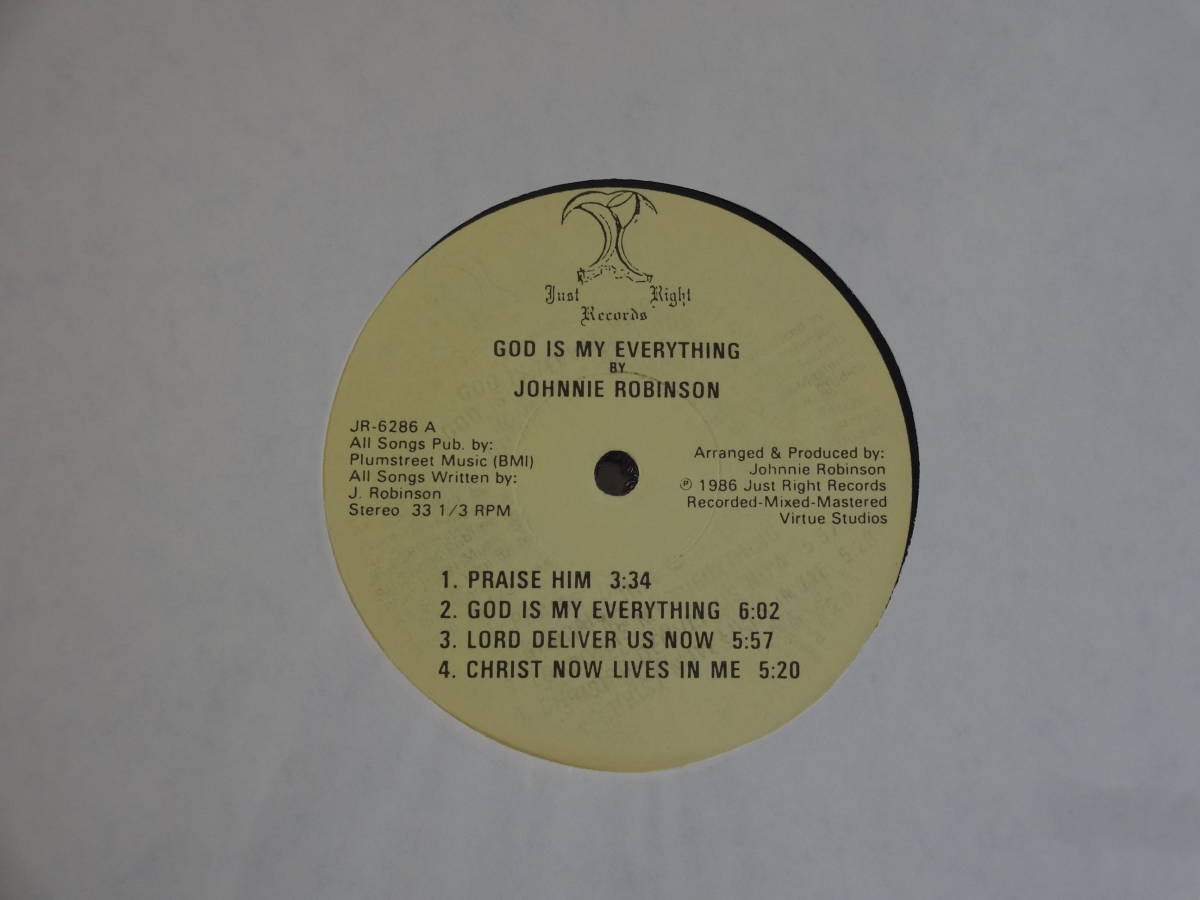 Just Right
Records
GOD IS MY EVERYTHING
BY
JOHNNIE ROBINSON
JR-6286 A
All Songs Pub. by:
Plumstreet Music (BMI)
All Songs Written by:
J. Robinson
Stereo 33 1/3 RPM
Arranged & Produced by:
Johnnie Robinson
℗ 1986 Just Right Records
Recorded-Mixed-Mastered
Virtue Studios
1. PRAISE HIM 3:34
2. GOD IS MY EVERYTHING 6:02
3. LORD DELIVER US NOW 5:57
4. CHRIST NOW LIVES IN ME 5:20